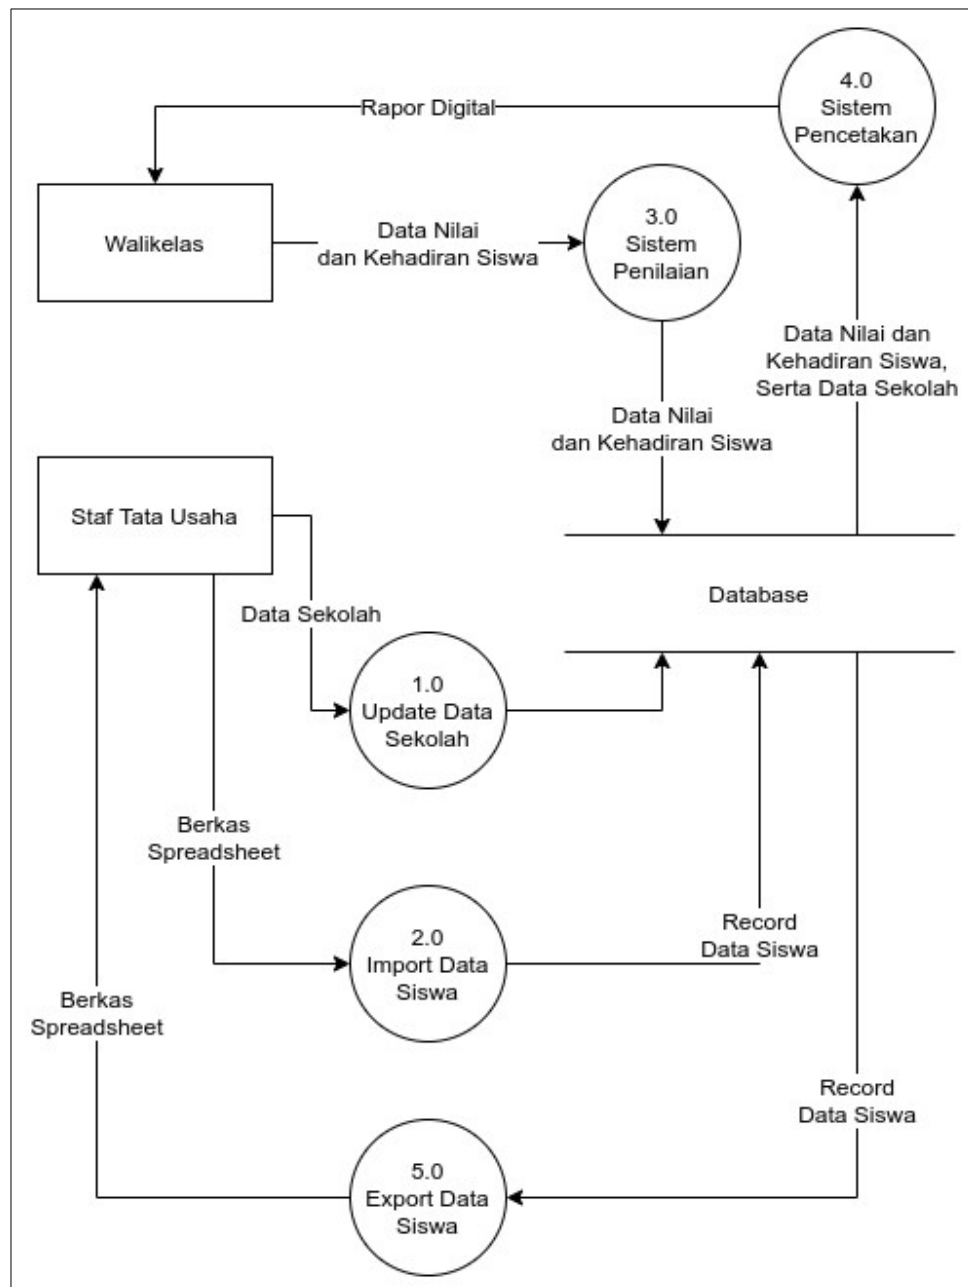 4.0
Sistem
Pencetakan
Rapor Digital
Walikelas
Data Nilai
dan Kehadiran Siswa
3.0
Sistem
Penilaian
Data Nilai dan
Kehadiran Siswa,
Serta Data Sekolah
Data Nilai
dan Kehadiran Siswa
Staf Tata Usaha
Database
Data Sekolah
1.0
Update Data
Sekolah
Berkas
Spreadsheet
2.0
Import Data
Siswa
Record
Data Siswa
Berkas
Spreadsheet
Record
Data Siswa
5.0
Export Data
Siswa